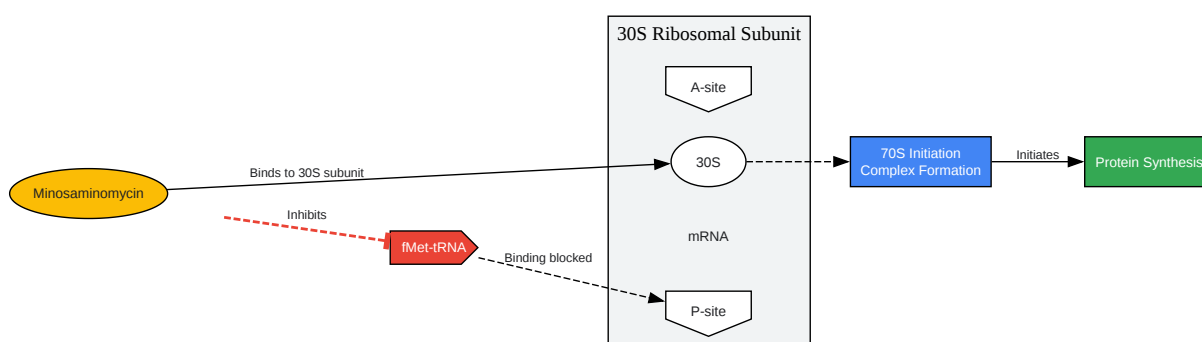 30S Ribosomal Subunit
A-site
30S
70S Initiation
Complex Formation
Initiates
Protein Synthesis
Binds to 30S subunit
Minosaminomycin
Inhibits
fMet-tRNA
Binding blocked
mRNA
P-site